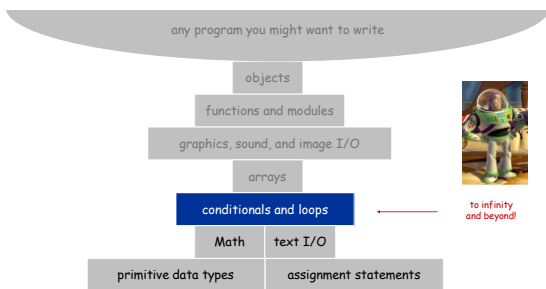 any program you might want to write
objects
functions and modules
graphics, sound, and image I/O
arrays
conditionals and loops
to infinity
and beyond!
Math text I/O
primitive data types assignment statements